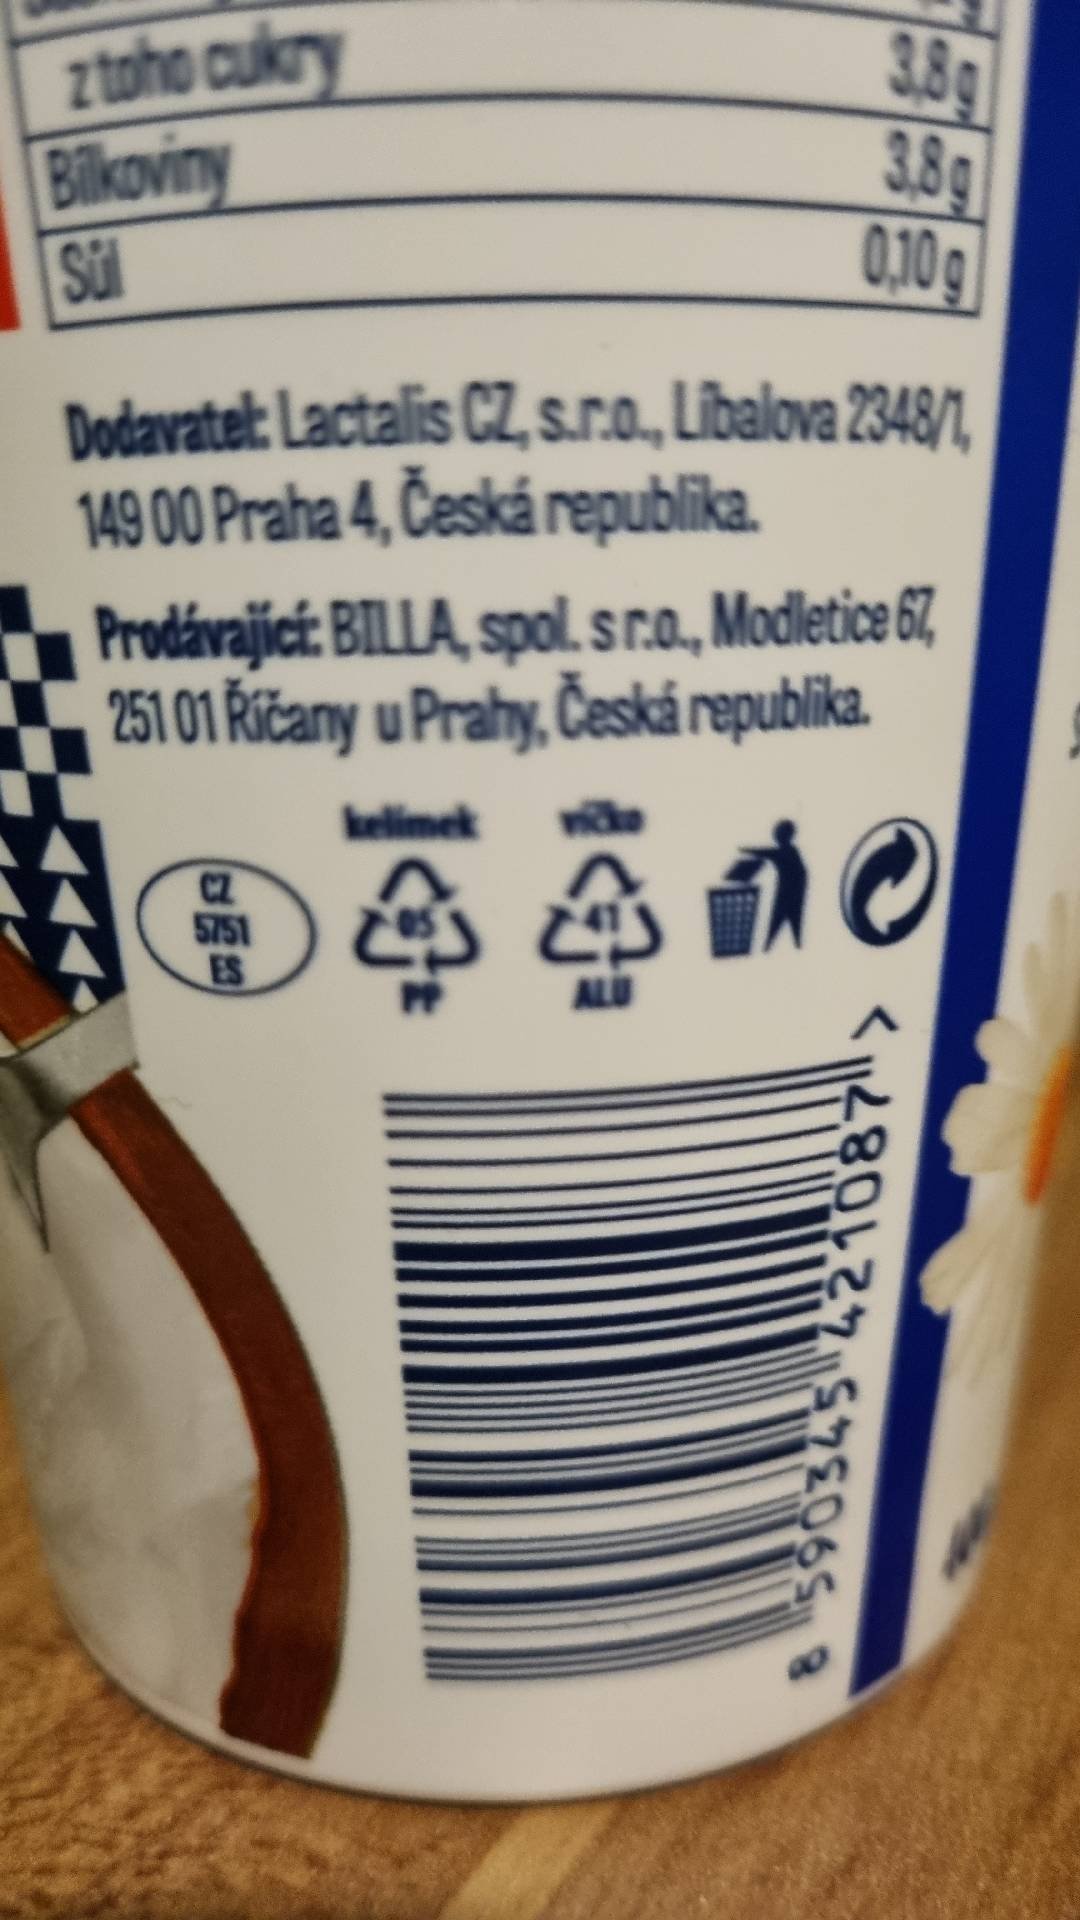 z toho cukry 3,8 g
Bílkoviny 3,8 g
Sůl 0,10 g
Dodavatel: Lactalis CZ, s.r.o., Líbalova 2348/1,
149 00 Praha 4, Česká republika.
Prodávající: BILLA, spol. s r.o., Modletice 67,
251 01 Říčany u Prahy, Česká republika.
kelímek víčko
CZ
5751
ES
05
PP
41
ALU
8 590345 421087 >